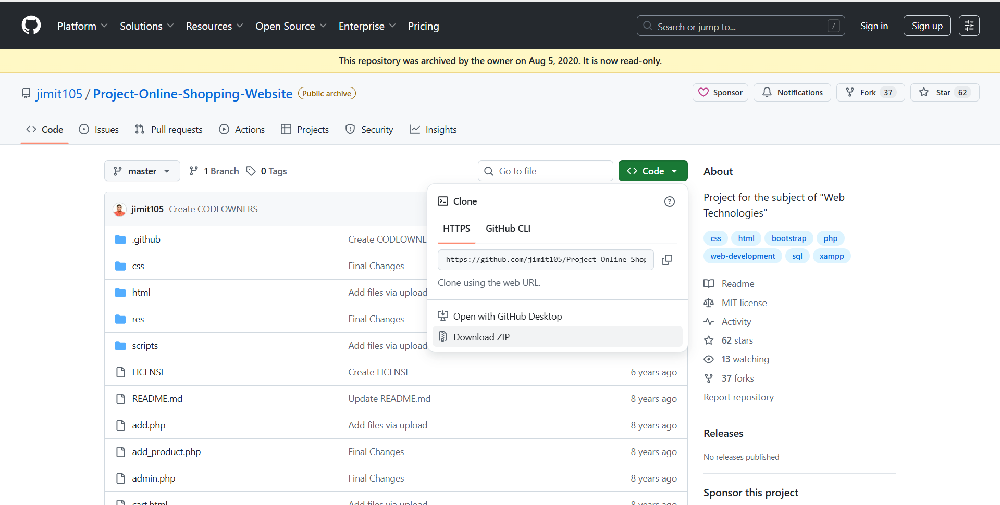 Platform Solutions Resources Open Source Enterprise Pricing Search or jump to... / Sign in Sign up
This repository was archived by the owner on Aug 5, 2020. It is now read-only.
jimit105 / Project-Online-Shopping-Website Public archive Sponsor Notifications Fork 37 Star 62
Code Issues Pull requests Actions Projects Security Insights
master 1 Branch 0 Tags Go to file Code
jimit105 Create CODEOWNERS
.github Create CODEOWNE
css Final Changes
html Add files via upload
res Final Changes
scripts Add files via upload
LICENSE Create LICENSE 6 years ago
README.md Update README.md 8 years ago
add.php Add files via upload 8 years ago
add_product.php Final Changes 8 years ago
admin.php Final Changes 8 years ago
cart.html Add files via upload 8 years ago
Clone
HTTPS GitHub CLI
https://github.com/jimit105/Project-Online-Shop
Clone using the web URL.
Open with GitHub Desktop
Download ZIP
About
Project for the subject of "Web
Technologies"
css html bootstrap php
web-development sql xampp
Readme
MIT license
Activity
62 stars
13 watching
37 forks
Report repository
Releases
No releases published
Sponsor this project